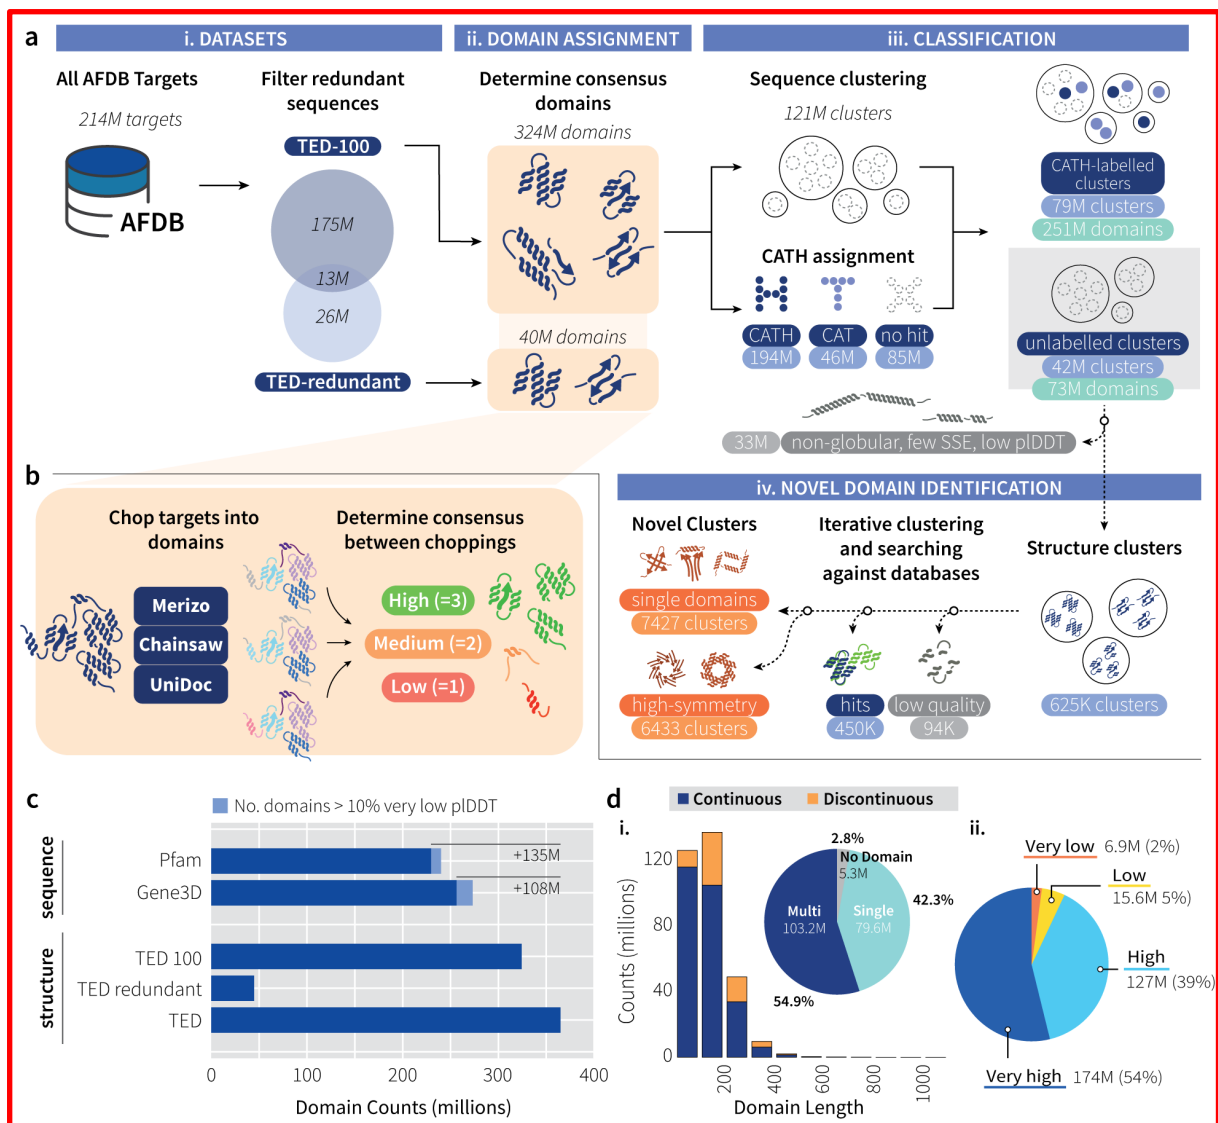 a
i. DATASETS
ii. DOMAIN ASSIGNMENT
iii. CLASSIFICATION
All AFDB Targets
214M targets
AFDB
Filter redundant
sequences
TED-100
175M
13M
26M
TED-redundant
Determine consensus
domains
324M domains
40M domains
Sequence clustering
121M clusters
CATH assignment
CATH
194M
CAT
46M
no hit
85M
CATH-labelled
clusters
79M clusters
251M domains
unlabelled clusters
42M clusters
73M domains
33M
non-globular, few SSE, low plDDT
b
Chop targets into
domains
Merizo
Chainsaw
UniDoc
Determine consensus
between choppings
High (=3)
Medium (=2)
Low (=1)
iv. NOVEL DOMAIN IDENTIFICATION
Novel Clusters
single domains
7427 clusters
high-symmetry
6433 clusters
Iterative clustering
and searching
against databases
hits
450K
low quality
94K
Structure clusters
625K clusters
c
No. domains > 10% very low plDDT
sequence
Pfam
+135M
Gene3D
+108M
structure
TED 100
TED redundant
TED
0 100 200 300 400
Domain Counts (millions)
d
Continuous
Discontinuous
i.
Counts (millions)
120
80
40
0
200 400 600 800 1000
Domain Length
2.8%
No Domain
5.3M
42.3%
Single
79.6M
Multi
103.2M
54.9%
ii.
Very low 6.9M (2%)
Low
15.6M 5%)
High
127M (39%)
Very high 174M (54%)